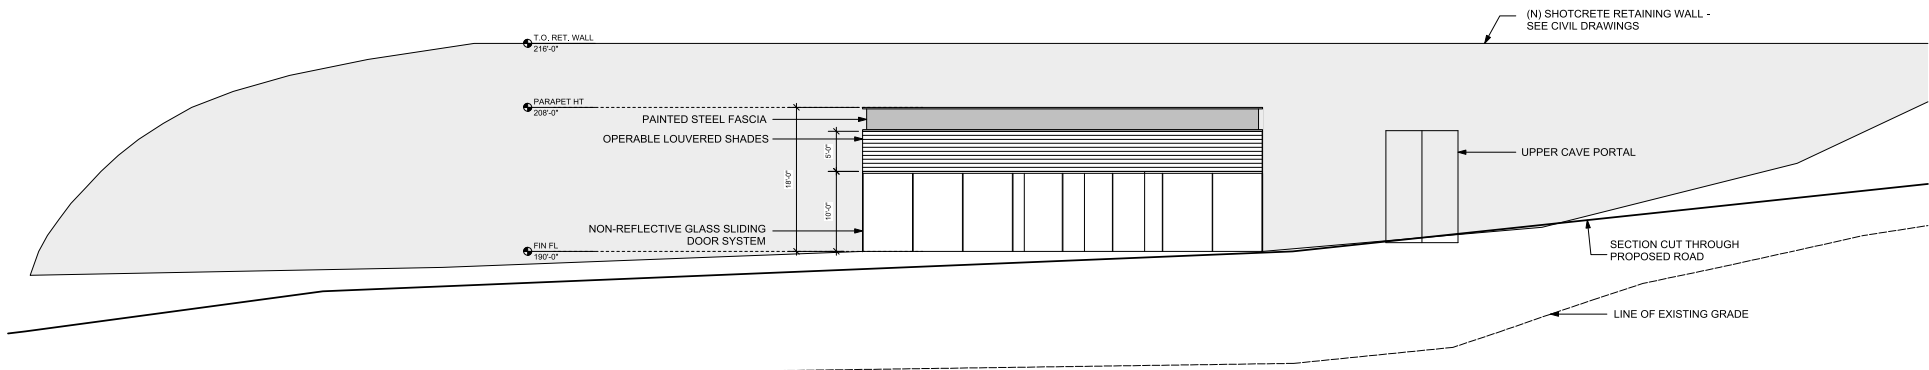 (N) SHOTCRETE RETAINING WALL -
SEE CIVIL DRAWINGS
T.O. RET. WALL
216'-0"
PARAPET HT
208'-0"
PAINTED STEEL FASCIA
OPERABLE LOUVERED SHADES
5'-0"
18'-0"
10'-0"
UPPER CAVE PORTAL
NON-REFLECTIVE GLASS SLIDING
DOOR SYSTEM
FIN FL
190'-0"
SECTION CUT THROUGH
PROPOSED ROAD
LINE OF EXISTING GRADE